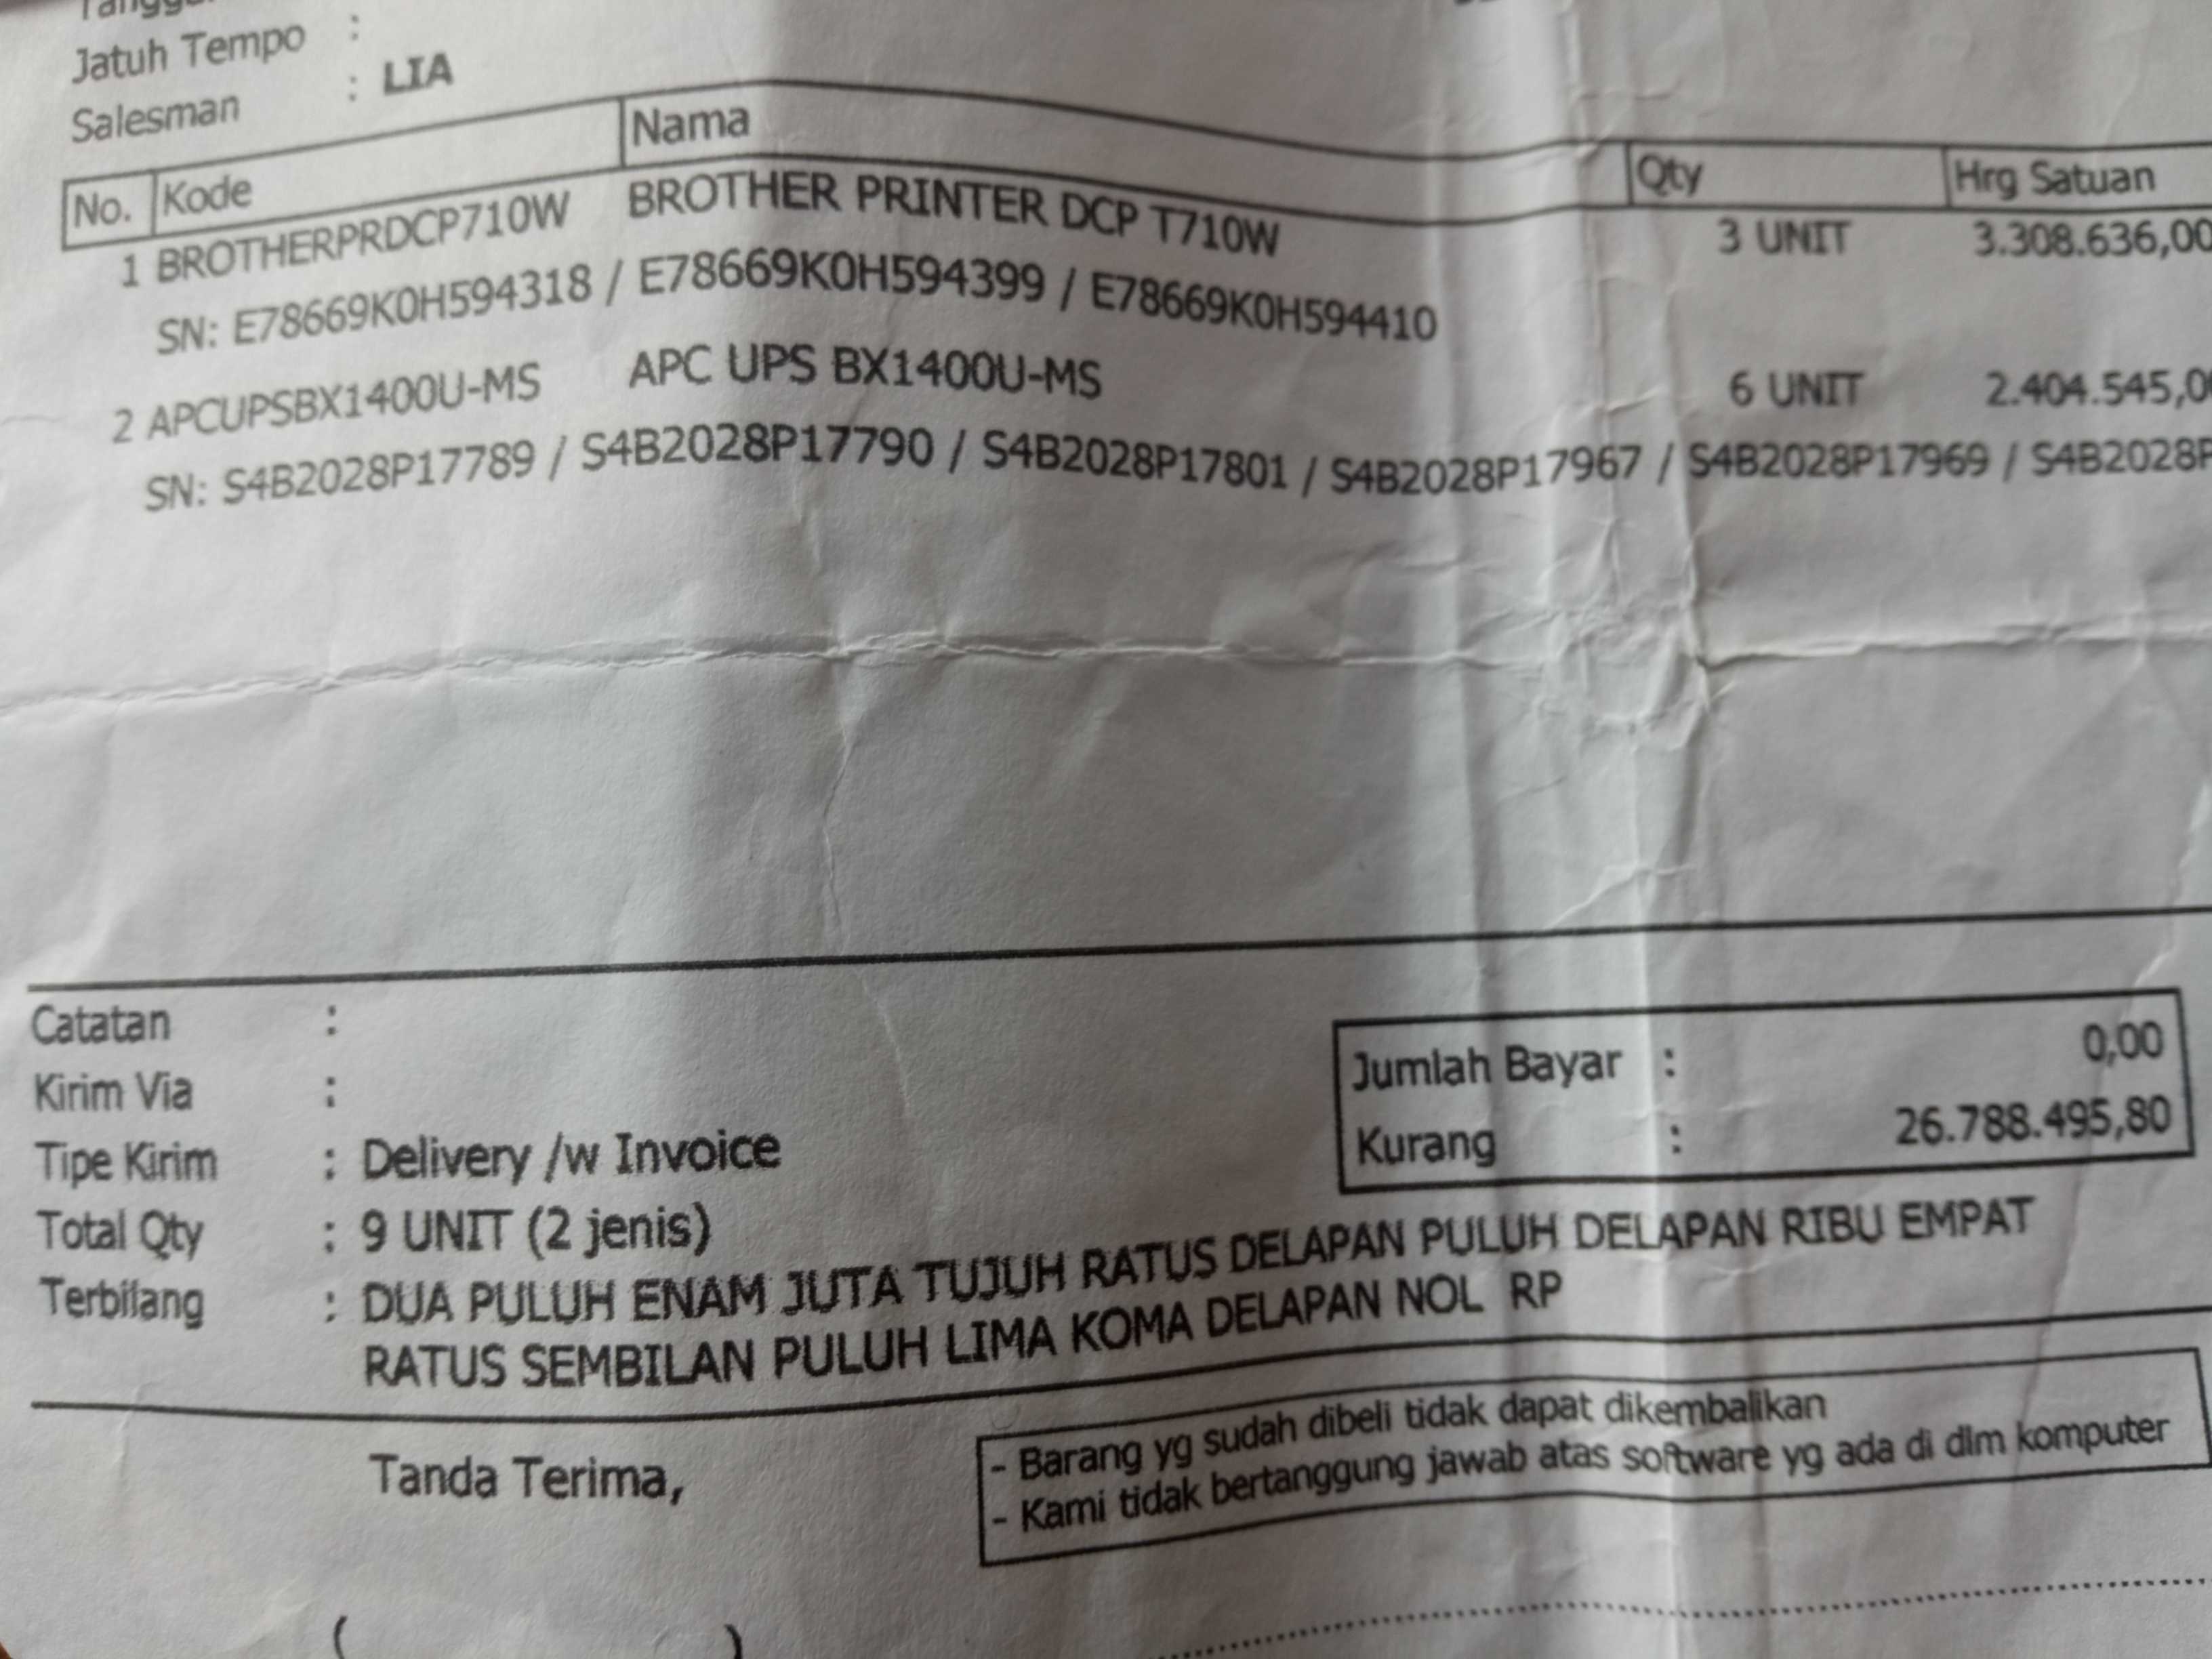 Jatuh Tempo :
Salesman : LIA
No. Kode Nama Qty Hrg Satuan
1 BROTHERPRDCP710W BROTHER PRINTER DCP T710W 3 UNIT 3.308.636,00
SN: E78669K0H594318 / E78669K0H594399 / E78669K0H594410
2 APCUPSBX1400U-MS APC UPS BX1400U-MS 6 UNIT 2.404.545,0
SN: S4B2028P17789 / S4B2028P17790 / S4B2028P17801 / S4B2028P17967 / S4B2028P17969 / S4B2028P
Catatan :
Kirim Via :
Tipe Kirim : Delivery /w Invoice
Total Qty : 9 UNIT (2 jenis)
Jumlah Bayar : 0,00
Kurang : 26.788.495,80
Terbilang : DUA PULUH ENAM JUTA TUJUH RATUS DELAPAN PULUH DELAPAN RIBU EMPAT
RATUS SEMBILAN PULUH LIMA KOMA DELAPAN NOL RP
Tanda Terima,
- Barang yg sudah dibeli tidak dapat dikembalikan
- Kami tidak bertanggung jawab atas software yg ada di dlm komputer
( )